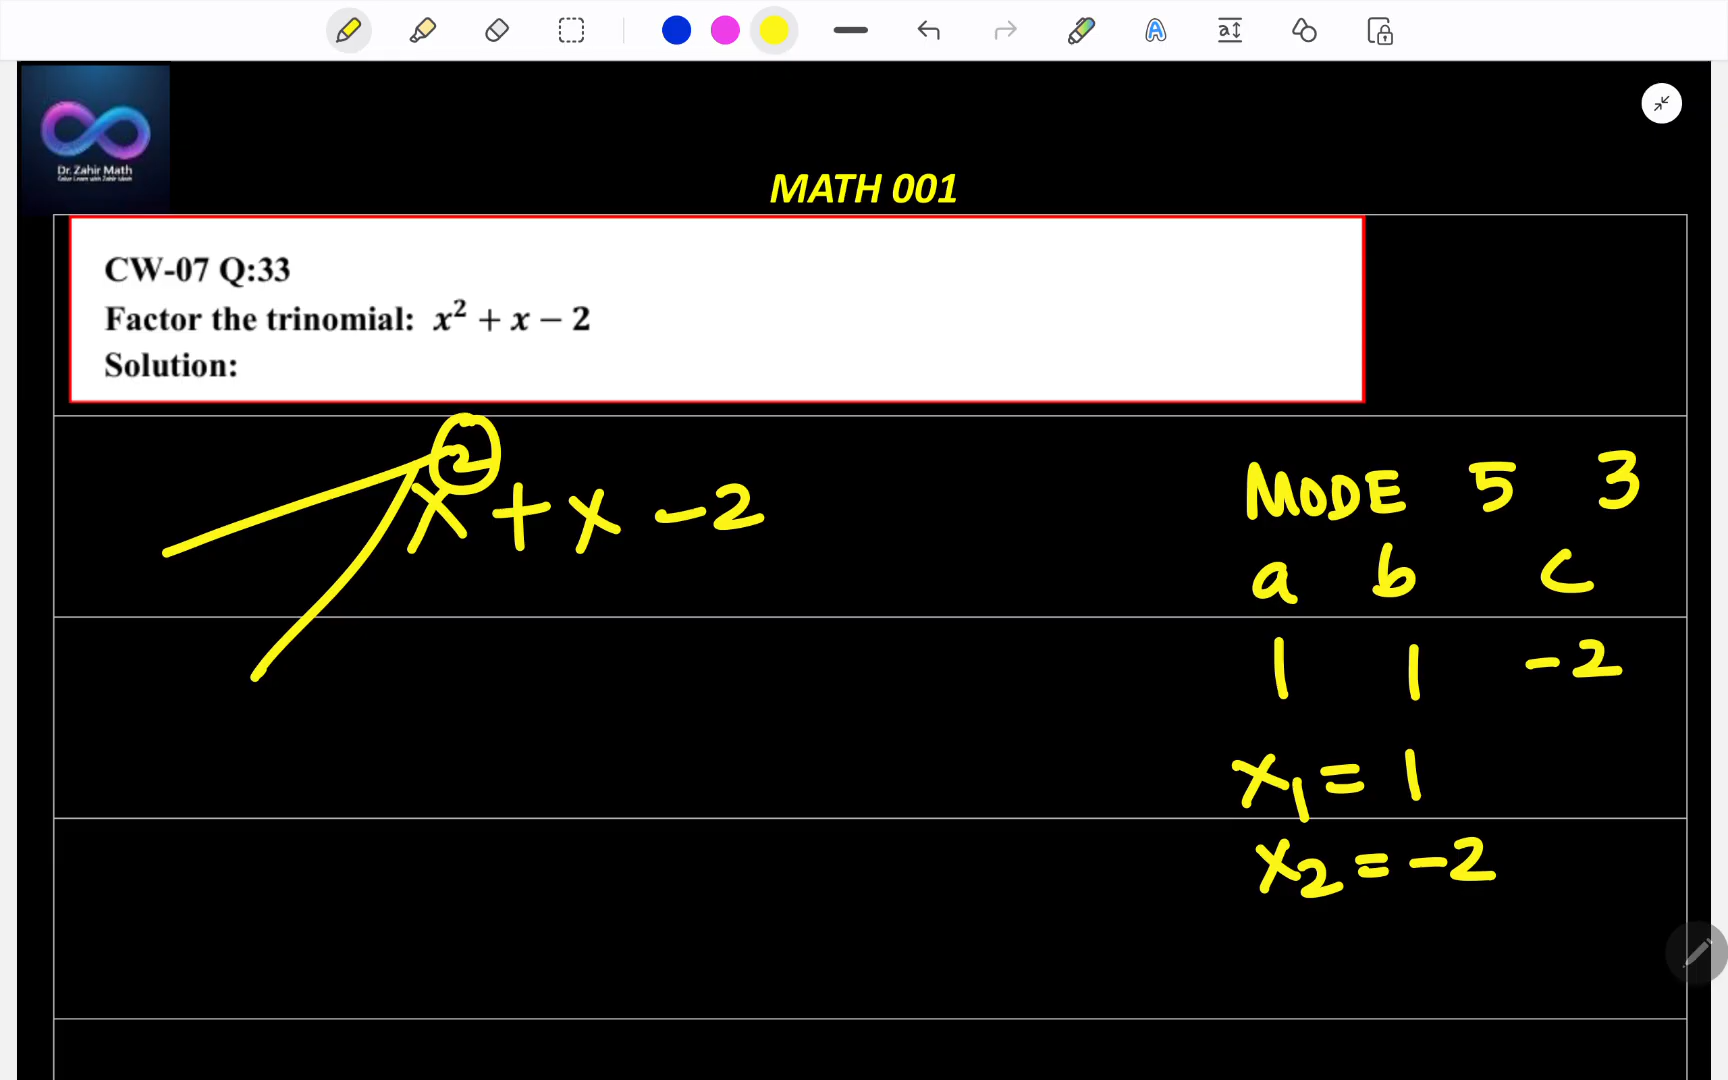 Dr. Zahir Math
MATH 001
CW-07 Q:33
Factor the trinomial: x² + x − 2
Solution:
x² + x − 2
MODE 5 3
a b c
1 1 −2
x₁ = 1
x₂ = −2